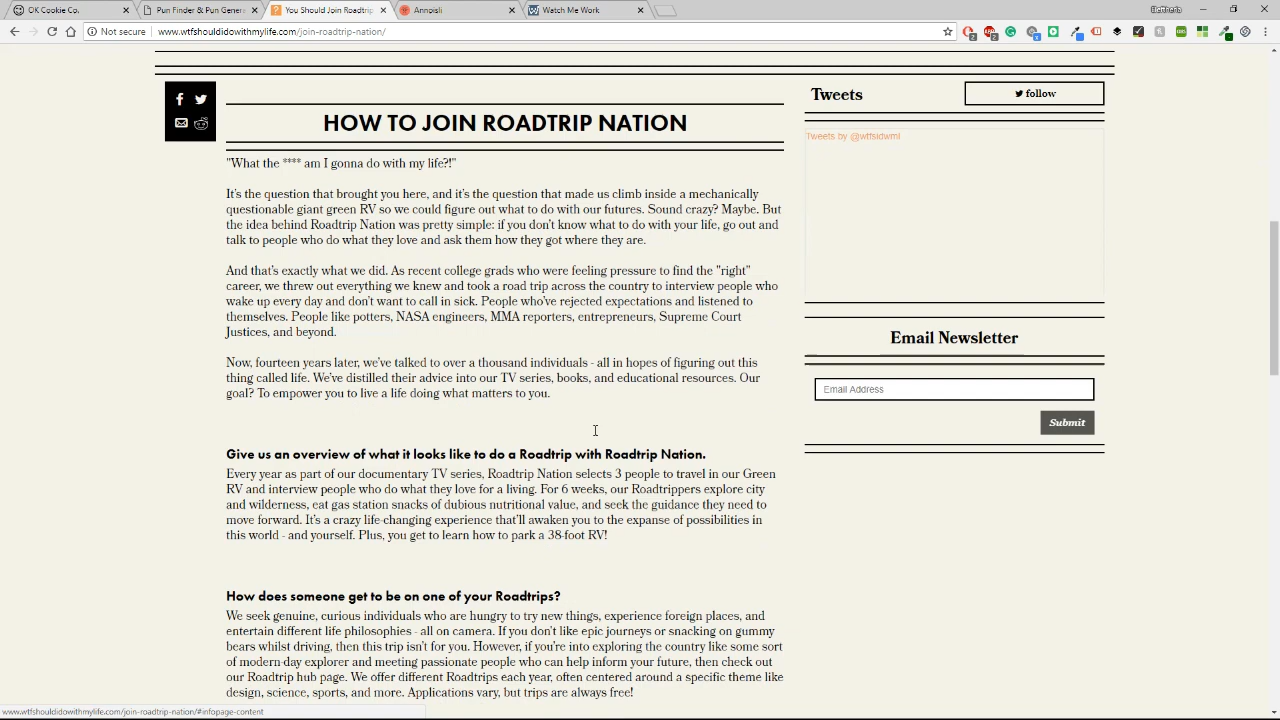 OK Cookie Co.
Pun Finder & Pun Gener
You Should Join Roadtrip
Annoisli
Watch Me Work
Not secure
www.wtfshouldidowithmylife.com/join-roadtrip-nation/
HOW TO JOIN ROADTRIP NATION
"What the **** am I gonna do with my life?!"
It's the question that brought you here, and it's the question that made us climb inside a mechanically
questionable giant green RV so we could figure out what to do with our futures. Sound crazy? Maybe. But
the idea behind Roadtrip Nation was pretty simple: if you don't know what to do with your life, go out and
talk to people who do what they love and ask them how they got where they are.
And that's exactly what we did. As recent college grads who were feeling pressure to find the "right"
career, we threw out everything we knew and took a road trip across the country to interview people who
wake up every day and don't want to call in sick. People who've rejected expectations and listened to
themselves. People like potters, NASA engineers, MMA reporters, entrepreneurs, Supreme Court
Justices, and beyond.
Now, fourteen years later, we've talked to over a thousand individuals - all in hopes of figuring out this
thing called life. We've distilled their advice into our TV series, books, and educational resources. Our
goal? To empower you to live a life doing what matters to you.
Give us an overview of what it looks like to do a Roadtrip with Roadtrip Nation.
Every year as part of our documentary TV series, Roadtrip Nation selects 3 people to travel in our Green
RV and interview people who do what they love for a living. For 6 weeks, our Roadtrippers explore city
and wilderness, eat gas station snacks of dubious nutritional value, and seek the guidance they need to
move forward. It's a crazy life-changing experience that'll awaken you to the expanse of possibilities in
this world - and yourself. Plus, you get to learn how to park a 38-foot RV!
How does someone get to be on one of your Roadtrips?
We seek genuine, curious individuals who are hungry to try new things, experience foreign places, and
entertain different life philosophies - all on camera. If you don't like epic journeys or snacking on gummy
bears whilst driving, then this trip isn't for you. However, if you're into exploring the country like some sort
of modern-day explorer and meeting passionate people who can help inform your future, then check out
our Roadtrip hub page. We offer different Roadtrips each year, often centered around a specific theme like
design, science, sports, and more. Applications vary, but trips are always free!
Tweets
follow
Tweets by @wtfsidwml
Email Newsletter
Email Address
Submit
www.wtfshouldidowithmylife.com/join-roadtrip-nation/#infopage-content